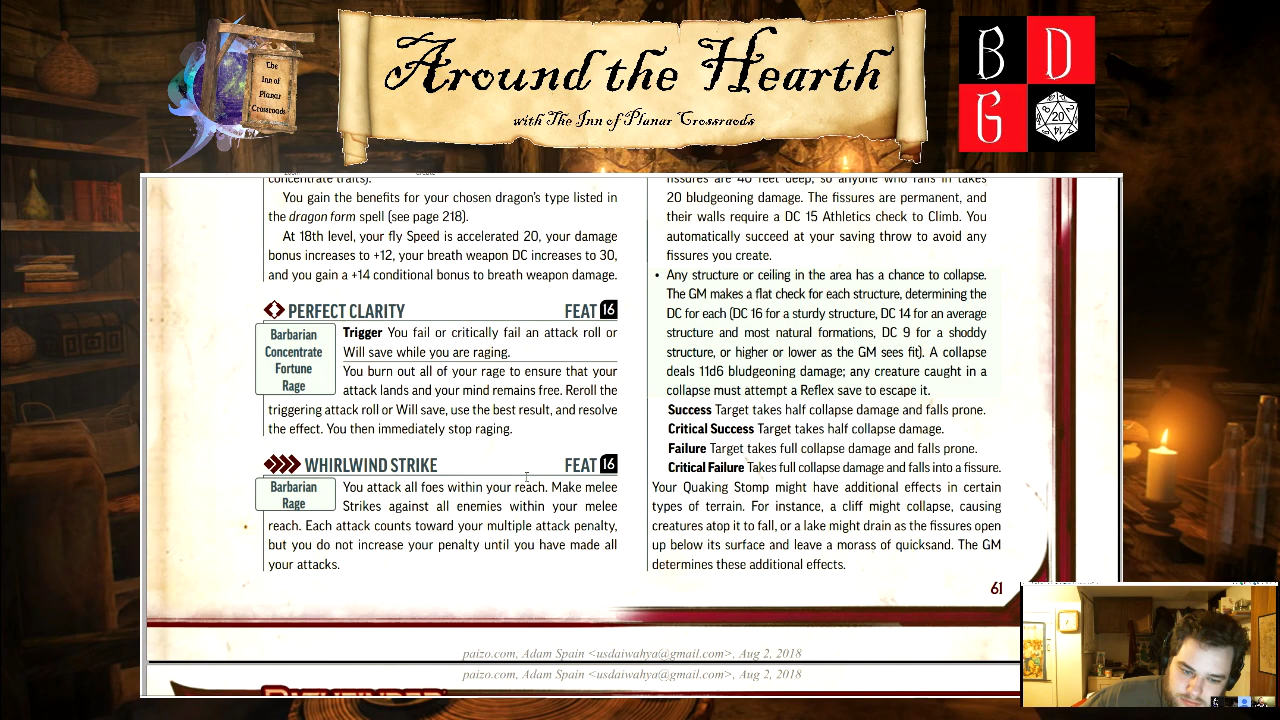 The
Inn of
Planar
Crossroads
Around the Hearth
with The Inn of Planar Crossraods
B D
G 20
14
concentrate traits).
You gain the benefits for your chosen dragon's type listed in
the dragon form spell (see page 218).
At 18th level, your fly Speed is accelerated 20, your damage
bonus increases to +12, your breath weapon DC increases to 30,
and you gain a +14 conditional bonus to breath weapon damage.
PERFECT CLARITY FEAT 16
Barbarian
Concentrate
Fortune
Rage
Trigger You fail or critically fail an attack roll or
Will save while you are raging.
You burn out all of your rage to ensure that your
attack lands and your mind remains free. Reroll the
triggering attack roll or Will save, use the best result, and resolve
the effect. You then immediately stop raging.
WHIRLWIND STRIKE FEAT 16
Barbarian
Rage
You attack all foes within your reach. Make melee
Strikes against all enemies within your melee
reach. Each attack counts toward your multiple attack penalty,
but you do not increase your penalty until you have made all
your attacks.
fissures are 40 feet deep, so anyone who falls in takes
20 bludgeoning damage. The fissures are permanent, and
their walls require a DC 15 Athletics check to Climb. You
automatically succeed at your saving throw to avoid any
fissures you create.
• Any structure or ceiling in the area has a chance to collapse.
The GM makes a flat check for each structure, determining the
DC for each (DC 16 for a sturdy structure, DC 14 for an average
structure and most natural formations, DC 9 for a shoddy
structure, or higher or lower as the GM sees fit). A collapse
deals 11d6 bludgeoning damage; any creature caught in a
collapse must attempt a Reflex save to escape it.
Success Target takes half collapse damage and falls prone.
Critical Success Target takes half collapse damage.
Failure Target takes full collapse damage and falls prone.
Critical Failure Takes full collapse damage and falls into a fissure.
Your Quaking Stomp might have additional effects in certain
types of terrain. For instance, a cliff might collapse, causing
creatures atop it to fall, or a lake might drain as the fissures open
up below its surface and leave a morass of quicksand. The GM
determines these additional effects.
61
paizo.com, Adam Spain <usdaiwahya@gmail.com>, Aug 2, 2018
paizo.com, Adam Spain <usdaiwahya@gmail.com>, Aug 2, 2018
PATHFINDER